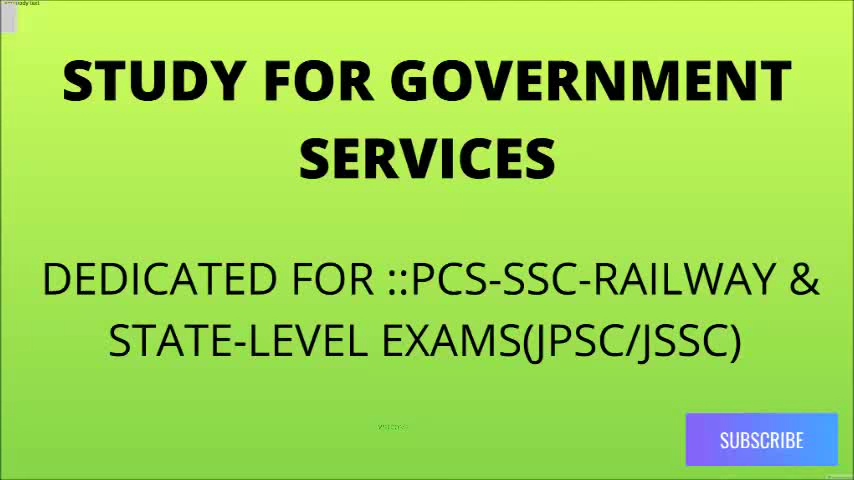 STUDY FOR GOVERNMENT
SERVICES
DEDICATED FOR ::PCS-SSC-RAILWAY &
STATE-LEVEL EXAMS(JPSC/JSSC)
SUBSCRIBE